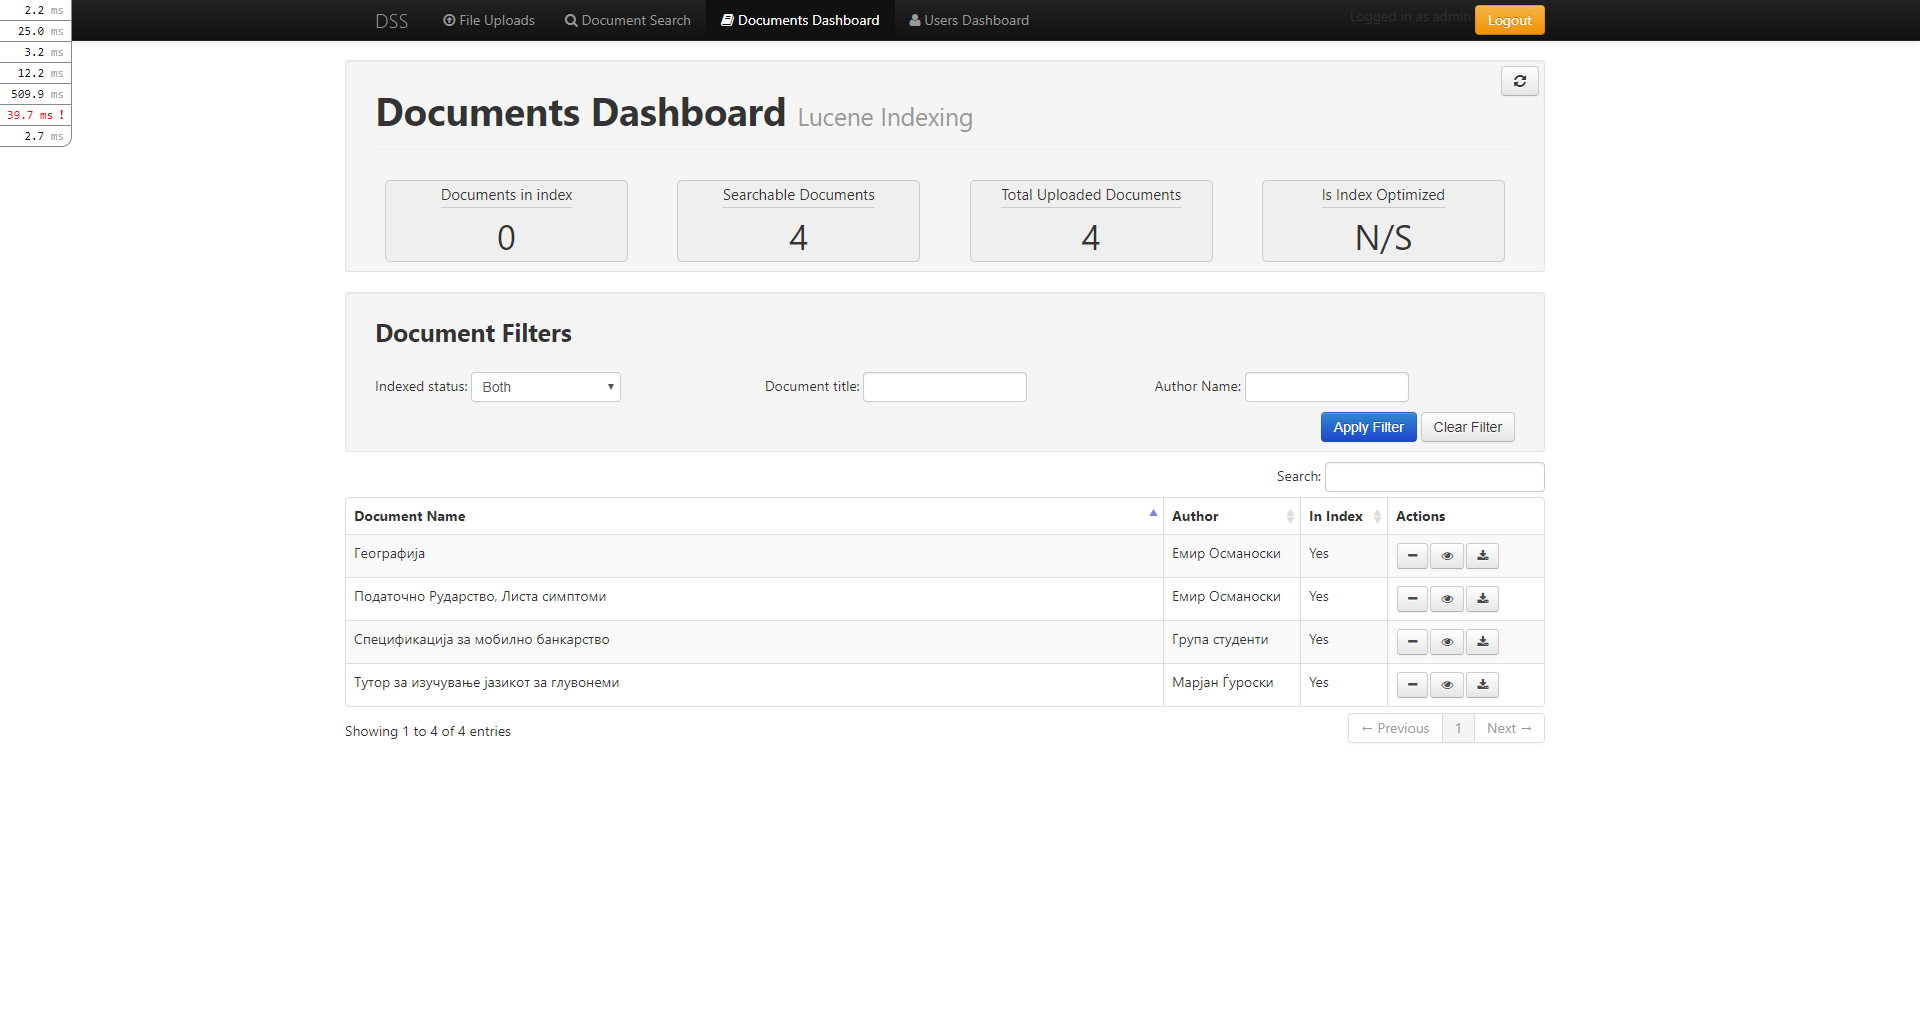 2.2 ms
25.0 ms
3.2 ms
12.2 ms
509.9 ms
39.7 ms !
2.7 ms
DSS File Uploads Document Search Documents Dashboard Users Dashboard Logged in as admin Logout
Documents Dashboard Lucene Indexing
Documents in index Searchable Documents Total Uploaded Documents Is Index Optimized
0 4 4 N/S
Document Filters
Indexed status: Both Document title: Author Name:
Apply Filter Clear Filter
Search:
Document Name Author In Index Actions
Географија Емир Османоски Yes
Податочно Рударство, Листа симптоми Емир Османоски Yes
Спецификација за мобилно банкарство Група студенти Yes
Тутор за изучување јазикот за глувонеми Марјан Ѓуроски Yes
Showing 1 to 4 of 4 entries ← Previous 1 Next →